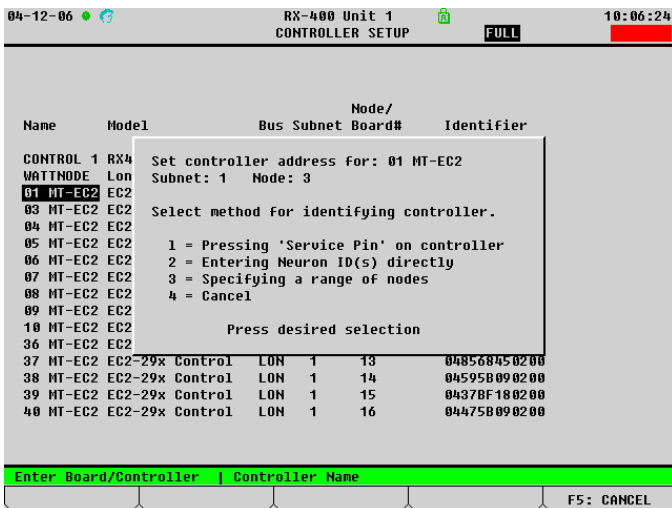 04-12-06 RX-400 Unit 1 10:06:24
CONTROLLER SETUP FULL
Node/
Name Model Bus Subnet Board# Identifier
CONTROL 1 RX4
WATTNODE Lon
01 MT-EC2 EC2
03 MT-EC2 EC2
04 MT-EC2 EC2
05 MT-EC2 EC2
06 MT-EC2 EC2
07 MT-EC2 EC2
08 MT-EC2 EC2
09 MT-EC2 EC2
10 MT-EC2 EC2
36 MT-EC2 EC2
Set controller address for: 01 MT-EC2
Subnet: 1 Node: 3
Select method for identifying controller.
1 = Pressing 'Service Pin' on controller
2 = Entering Neuron ID(s) directly
3 = Specifying a range of nodes
4 = Cancel
Press desired selection
37 MT-EC2 EC2-29x Control LON 1 13 048568450200
38 MT-EC2 EC2-29x Control LON 1 14 04595B090200
39 MT-EC2 EC2-29x Control LON 1 15 0437BF180200
40 MT-EC2 EC2-29x Control LON 1 16 04475B090200
Enter Board/Controller | Controller Name
F5: CANCEL